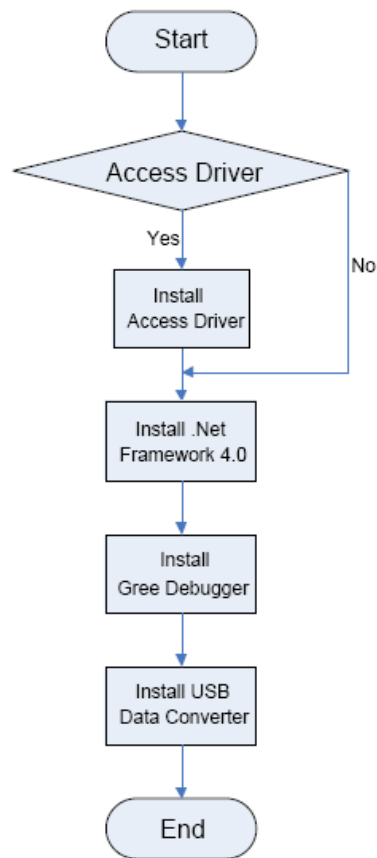 Start
Access Driver
Yes
No
Install
Access Driver
Install .Net
Framework 4.0
Install
Gree Debugger
Install USB
Data Converter
End